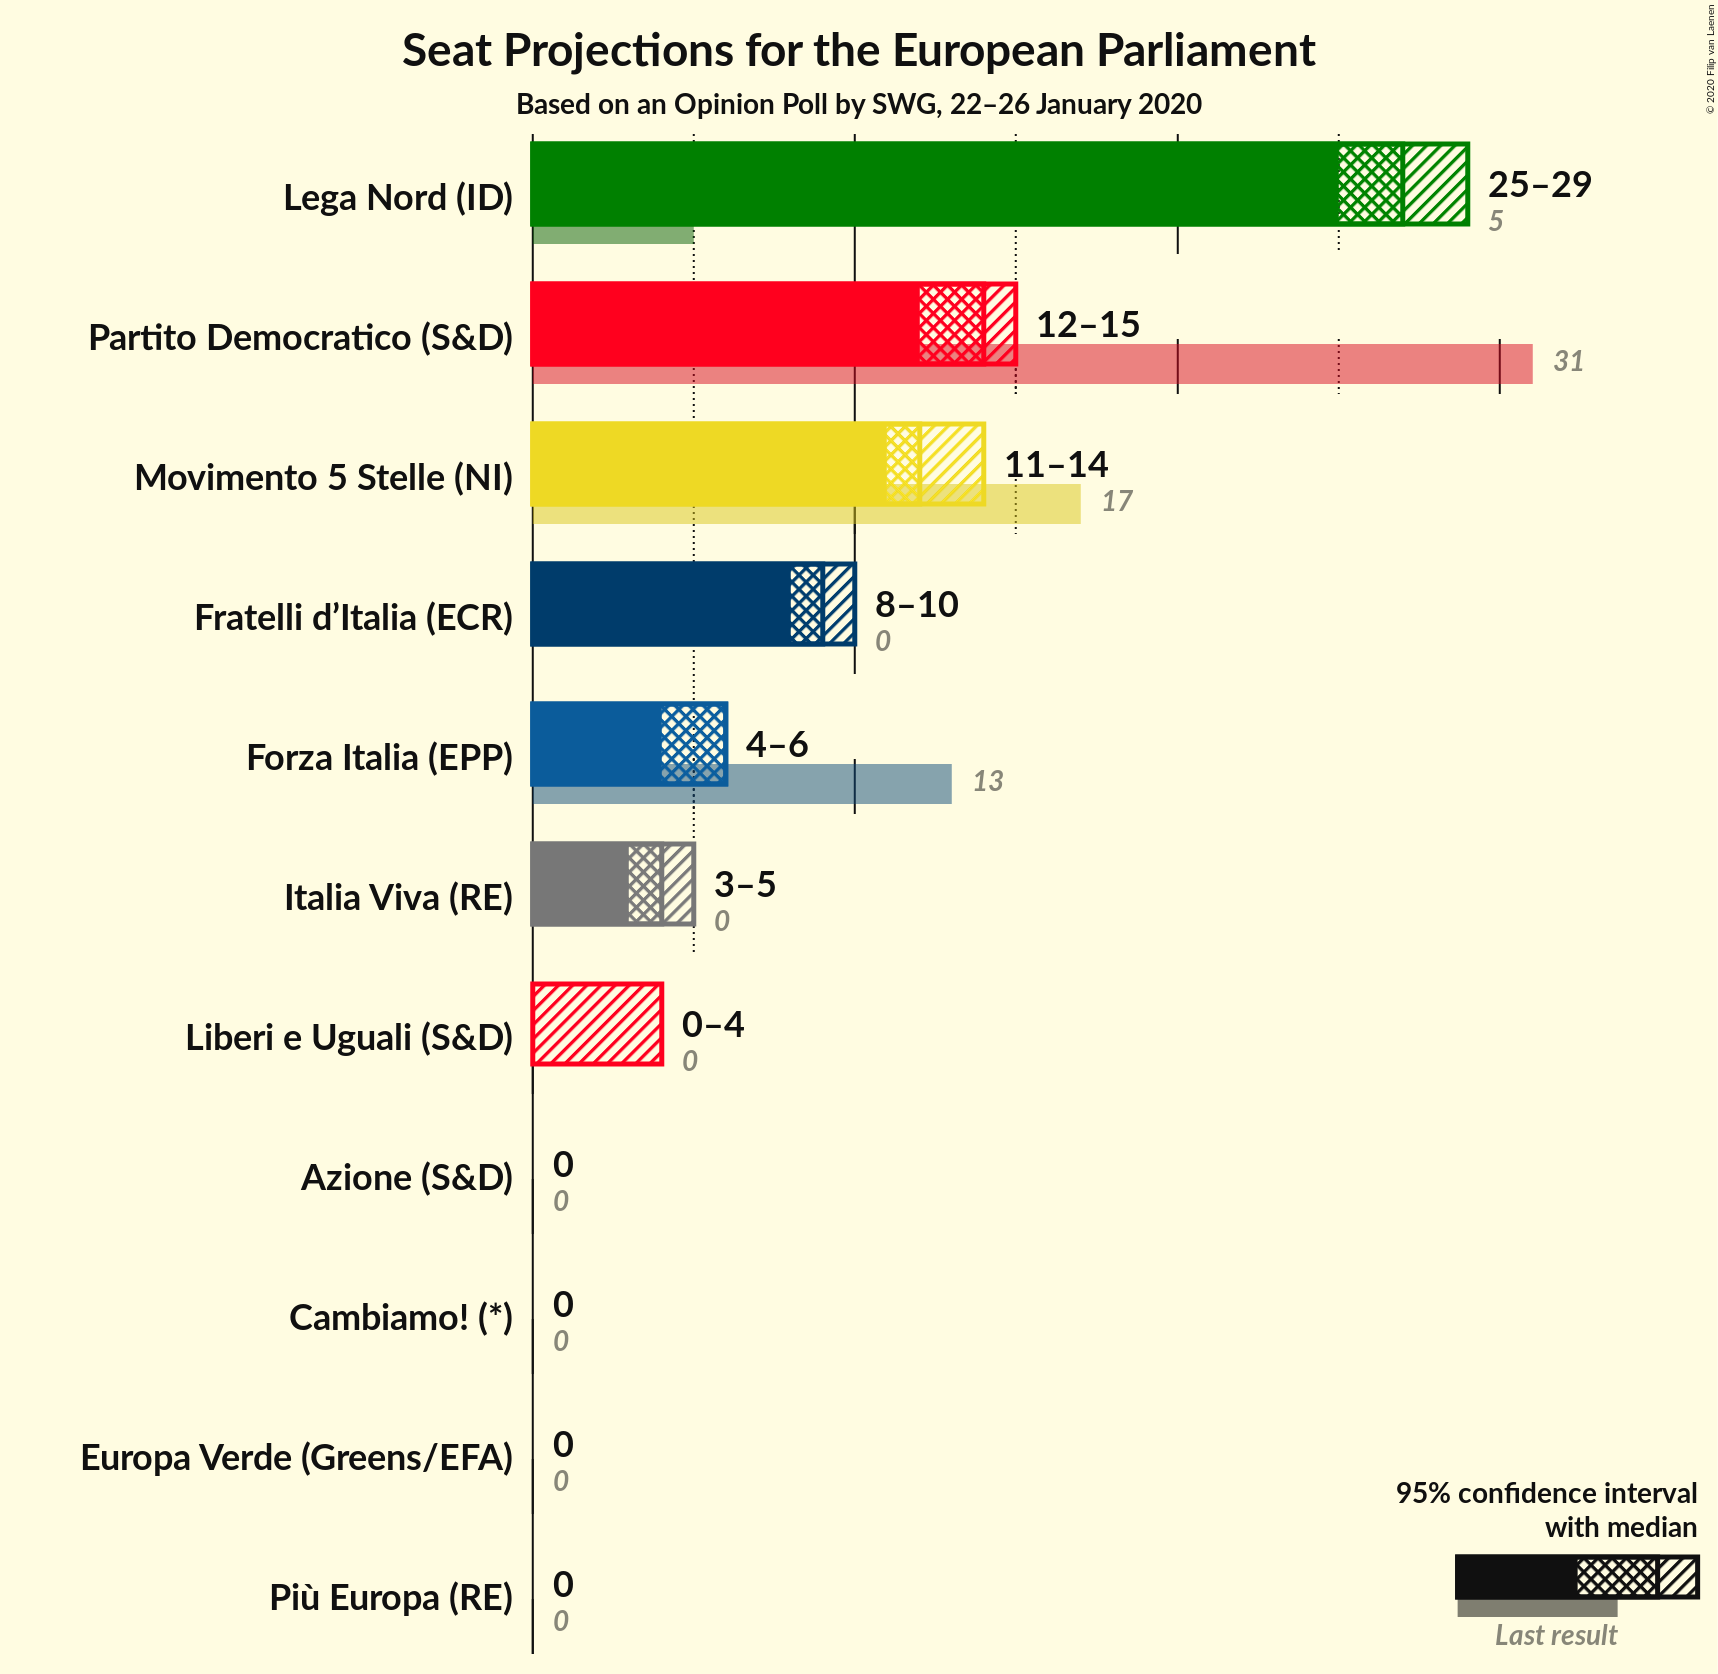 Seat Projections for the European Parliament
Based on an Opinion Poll by SWG, 22–26 January 2020
© 2020 Filip van Laenen
Lega Nord (ID)
25–29
5
Partito Democratico (S&D)
12–15
31
Movimento 5 Stelle (NI)
11–14
17
Fratelli d’Italia (ECR)
8–10
0
Forza Italia (EPP)
4–6
13
Italia Viva (RE)
3–5
0
Liberi e Uguali (S&D)
0–4
0
Azione (S&D)
0
0
Cambiamo! (*)
0
0
Europa Verde (Greens/EFA)
0
0
Più Europa (RE)
0
0
95% confidence interval
with median
Last result